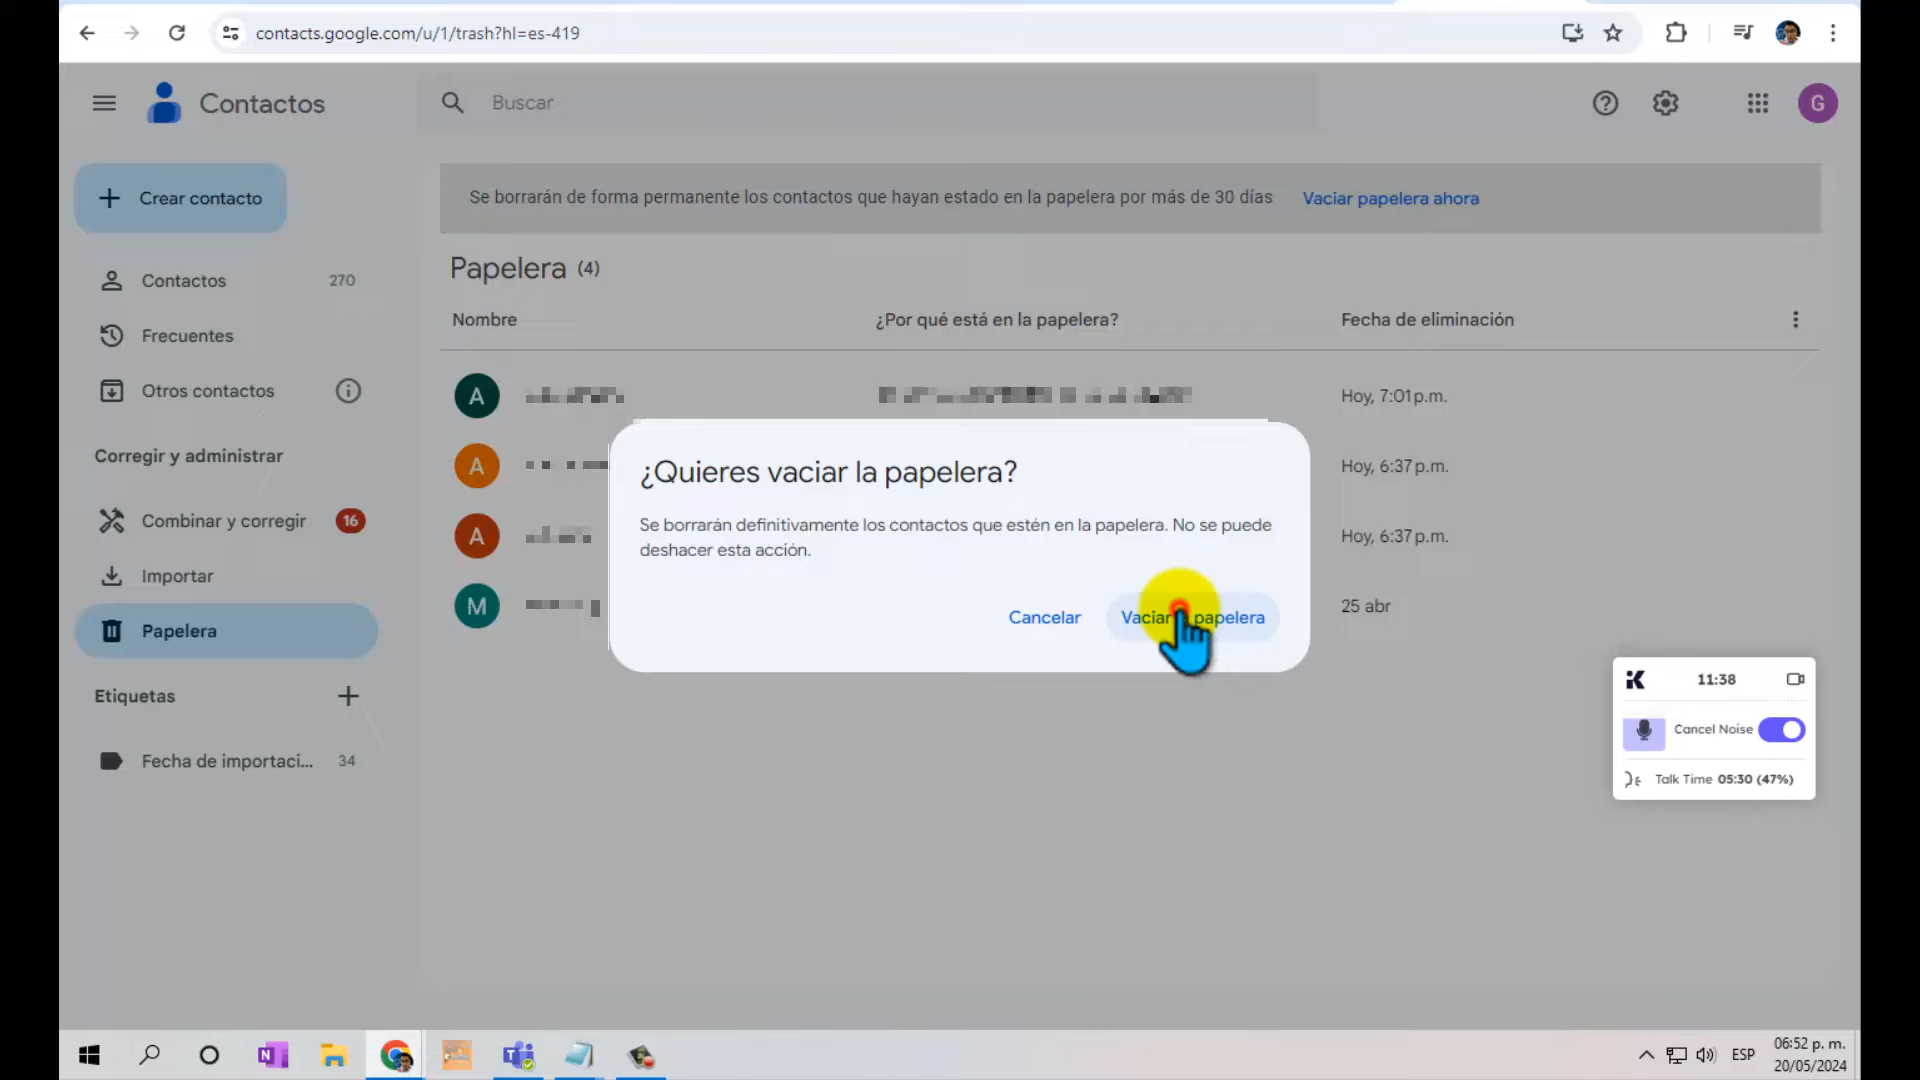 contacts.google.com/u/1/trash?hl=es-419
Contactos
Buscar
G
Crear contacto
Se borrarán de forma permanente los contactos que hayan estado en la papelera por más de 30 días
Vaciar papelera ahora
Contactos 270
Papelera (4)
Frecuentes
Nombre
¿Por qué está en la papelera?
Fecha de eliminación
Otros contactos
A
Hoy, 7:01 p.m.
Corregir y administrar
A
Hoy, 6:37 p.m.
Combinar y corregir 16
A
Hoy, 6:37 p.m.
Importar
M
25 abr
Papelera
¿Quieres vaciar la papelera?
Se borrarán definitivamente los contactos que estén en la papelera. No se puede
deshacer esta acción.
Cancelar
Vaciar papelera
Etiquetas
Fecha de importaci... 34
11:38
Cancel Noise
Talk Time 05:30 (47%)
ESP
06:52 p. m.
20/05/2024